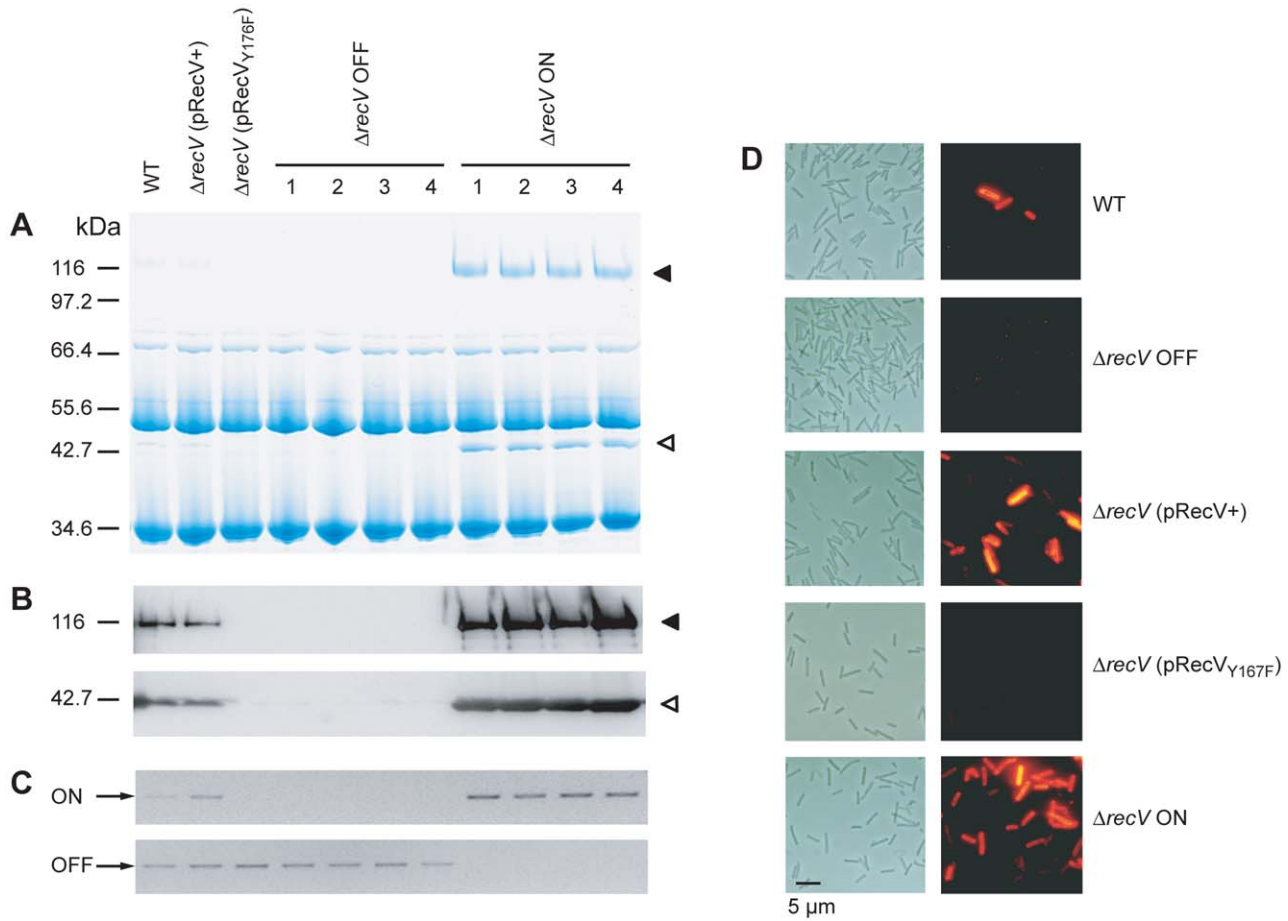 WT
ΔrecV (pRecV+)
ΔrecV (pRecVY176F)
ΔrecV OFF
ΔrecV ON
1 2 3 4 1 2 3 4
A kDa
116
97.2
66.4
55.6
42.7
34.6
B 116
42.7
C ON
OFF
D
WT
ΔrecV OFF
ΔrecV (pRecV+)
ΔrecV (pRecVY167F)
ΔrecV ON
5 μm